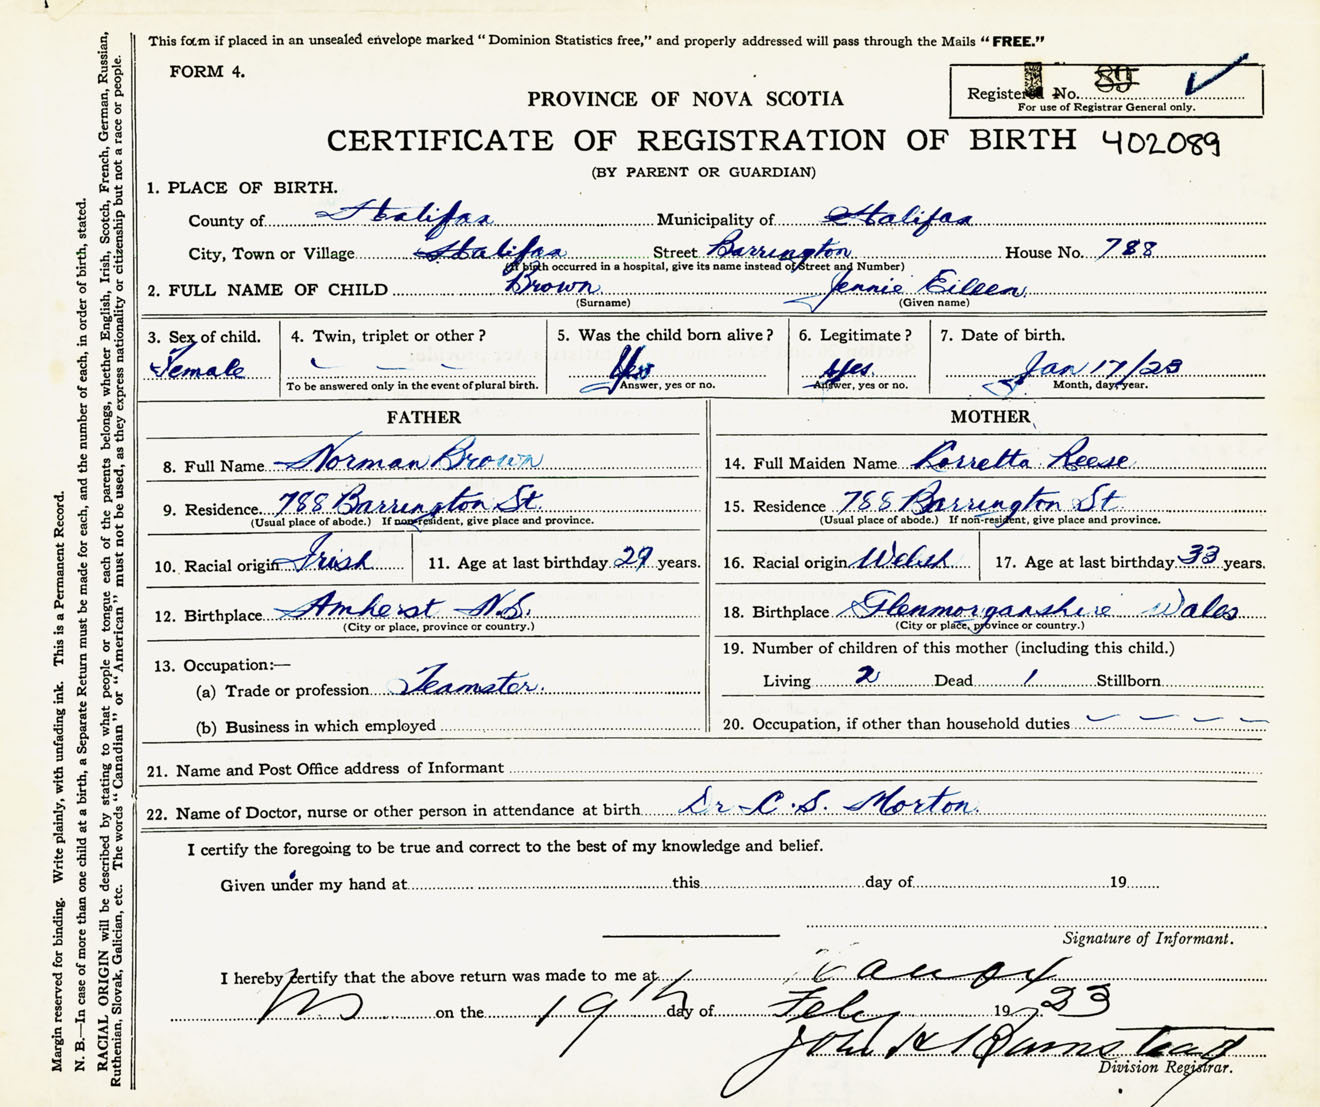 This form if placed in an unsealed envelope marked "Dominion Statistics free," and properly addressed will pass through the Mails "FREE."
FORM 4.
Registered No.
For use of Registrar General only.
PROVINCE OF NOVA SCOTIA
CERTIFICATE OF REGISTRATION OF BIRTH 402089
(BY PARENT OR GUARDIAN)
1. PLACE OF BIRTH.
County of Halifax Municipality of Halifax
City, Town or Village Halifax Street Barrington House No. 788
(If birth occurred in a hospital, give its name instead of Street and Number)
2. FULL NAME OF CHILD Brown Jennie Eileen
(Surname) (Given name)
3. Sex of child. 4. Twin, triplet or other? 5. Was the child born alive? 6. Legitimate? 7. Date of birth.
Female — — — Yes Yes. Jan 17/23
To be answered only in the event of plural birth. Answer, yes or no. Answer, yes or no. Month, day, year.
FATHER
8. Full Name Norman Brown
9. Residence 788 Barrington St.
(Usual place of abode.) If non-resident, give place and province.
10. Racial origin Irish 11. Age at last birthday 29 years.
12. Birthplace Amherst N.S.
(City or place, province or country.)
13. Occupation:—
(a) Trade or profession Teamster.
(b) Business in which employed
MOTHER
14. Full Maiden Name Lorretta Reese
15. Residence 788 Barrington St
(Usual place of abode.) If non-resident, give place and province.
16. Racial origin Welsh 17. Age at last birthday 33 years.
18. Birthplace Glenmorganshire Wales
(City or place, province or country.)
19. Number of children of this mother (including this child.)
Living 2 Dead 1 Stillborn
20. Occupation, if other than household duties — — — —
21. Name and Post Office address of Informant
22. Name of Doctor, nurse or other person in attendance at birth Dr C. S. Morton.
I certify the foregoing to be true and correct to the best of my knowledge and belief.
Given under my hand at this day of 19
Signature of Informant.
I hereby certify that the above return was made to me at
on the 19th day of Feby 19 23
John H Barnstead
Division Registrar.
Margin reserved for binding. Write plainly, with unfading ink. This is a Permanent Record.
N. B.—In case of more than one child at a birth, a Separate Return must be made for each, and the number of each, in order of birth, stated.
RACIAL ORIGIN will be described by stating to what people or tongue each of the parents belongs, whether English, Irish, Scotch, French, German, Russian,
Ruthenian, Slovak, Galician, etc. The words "Canadian" or "American" must not be used, as they express nationality or citizenship but not a race or people.